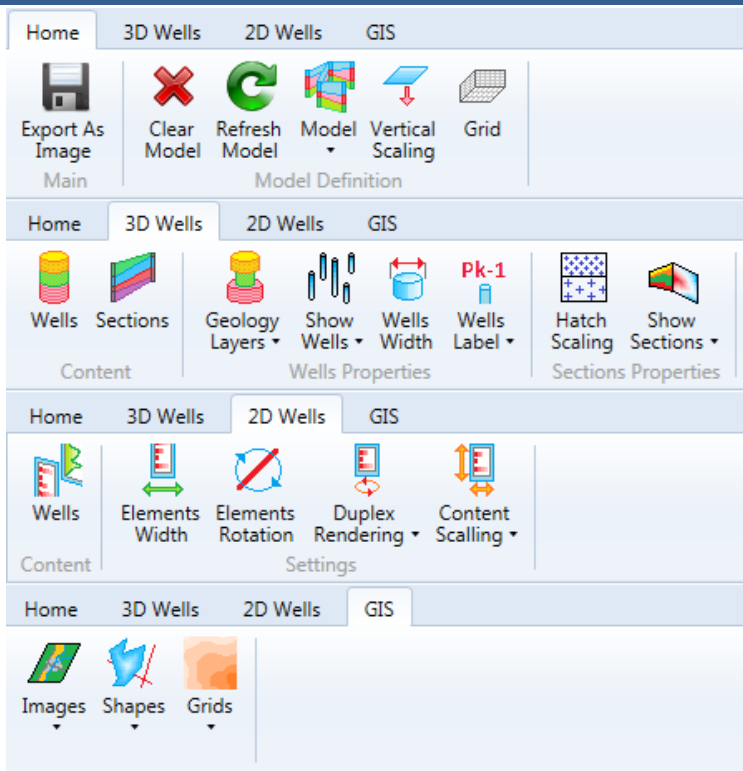 Home 3D Wells 2D Wells GIS
Export As Clear Refresh Model Vertical Grid
Image Model Model Scaling
Main Model Definition
Home 3D Wells 2D Wells GIS
Pk-1
Wells Sections Geology Show Wells Wells Hatch Show
Layers Wells Width Label Scaling Sections
Content Wells Properties Sections Properties
Home 3D Wells 2D Wells GIS
Wells Elements Elements Duplex Content
Width Rotation Rendering Scalling
Content Settings
Home 3D Wells 2D Wells GIS
Images Shapes Grids